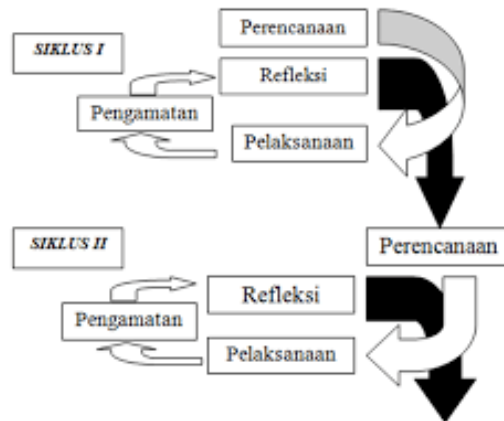 Perencanaan
SIKLUS I
Refleksi
Pengamatan
Pelaksanaan
SIKLUS II
Perencanaan
Refleksi
Pengamatan
Pelaksanaan